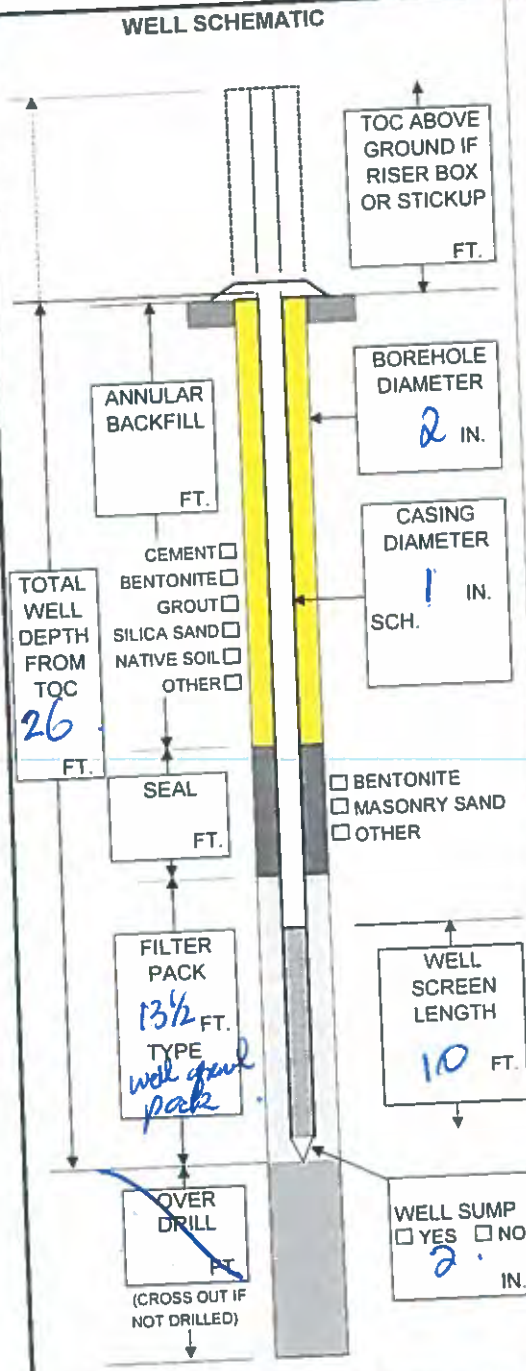 WELL SCHEMATIC
TOC ABOVE
GROUND IF
RISER BOX
OR STICKUP
FT.
ANNULAR
BACKFILL
FT.
BOREHOLE
DIAMETER
2 IN.
CASING
DIAMETER
1 IN.
SCH.
CEMENT ☐
BENTONITE ☐
GROUT ☐
SILICA SAND ☐
NATIVE SOIL ☐
OTHER ☐
TOTAL
WELL
DEPTH
FROM
TOC
26
FT.
SEAL
FT.
☐ BENTONITE
☐ MASONRY SAND
☐ OTHER
FILTER
PACK
13½ FT.
TYPE
well gravel
pack
WELL
SCREEN
LENGTH
10 FT.
OVER
DRILL
FT
(CROSS OUT IF
NOT DRILLED)
WELL SUMP
☐ YES ☐ NO
2
IN.